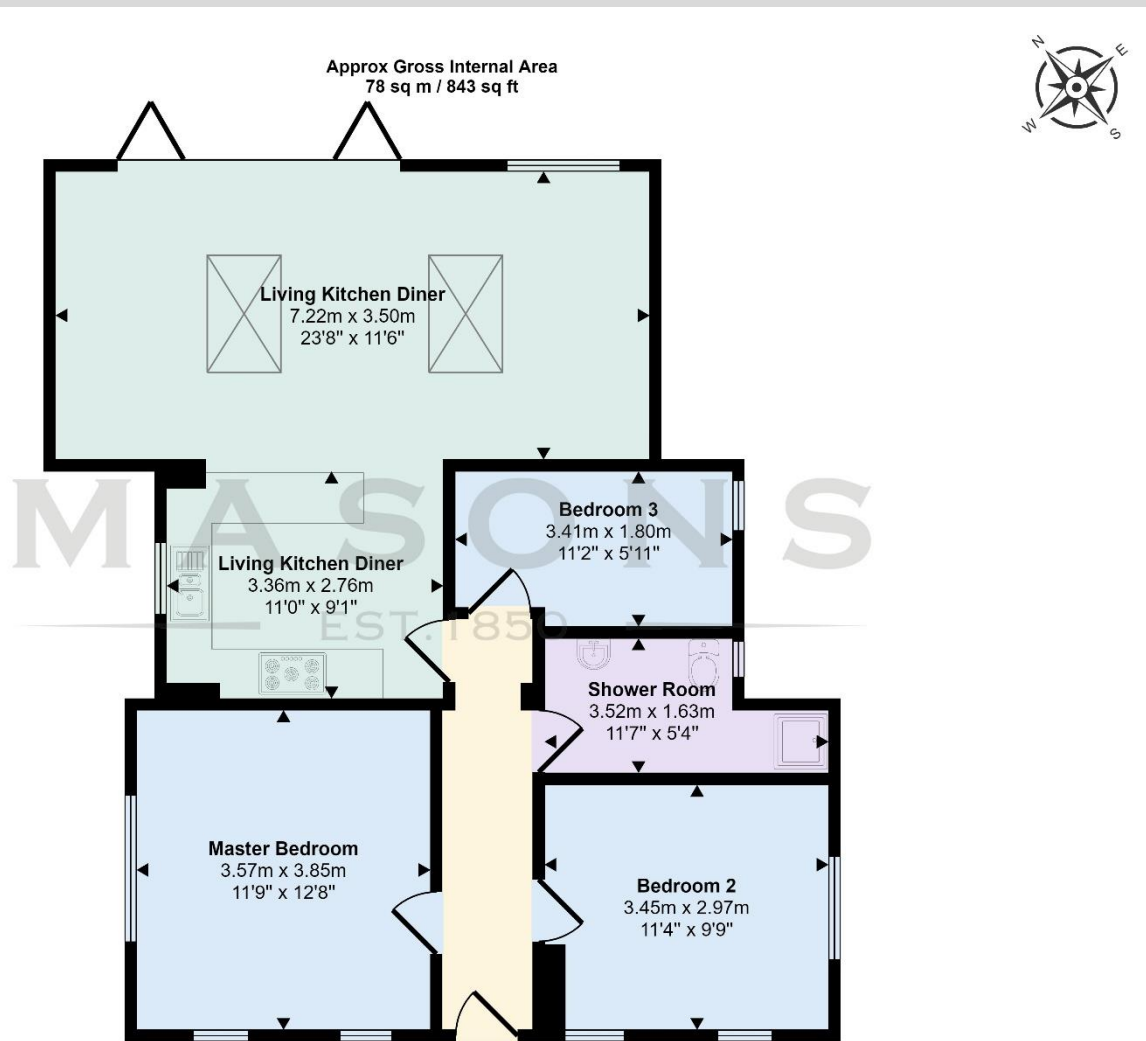 Approx Gross Internal Area
78 sq m / 843 sq ft
N
E
W
S
Living Kitchen Diner
7.22m x 3.50m
23'8" x 11'6"
MASONS
EST. 1850
Bedroom 3
3.41m x 1.80m
11'2" x 5'11"
Living Kitchen Diner
3.36m x 2.76m
11'0" x 9'1"
Shower Room
3.52m x 1.63m
11'7" x 5'4"
Master Bedroom
3.57m x 3.85m
11'9" x 12'8"
Bedroom 2
3.45m x 2.97m
11'4" x 9'9"